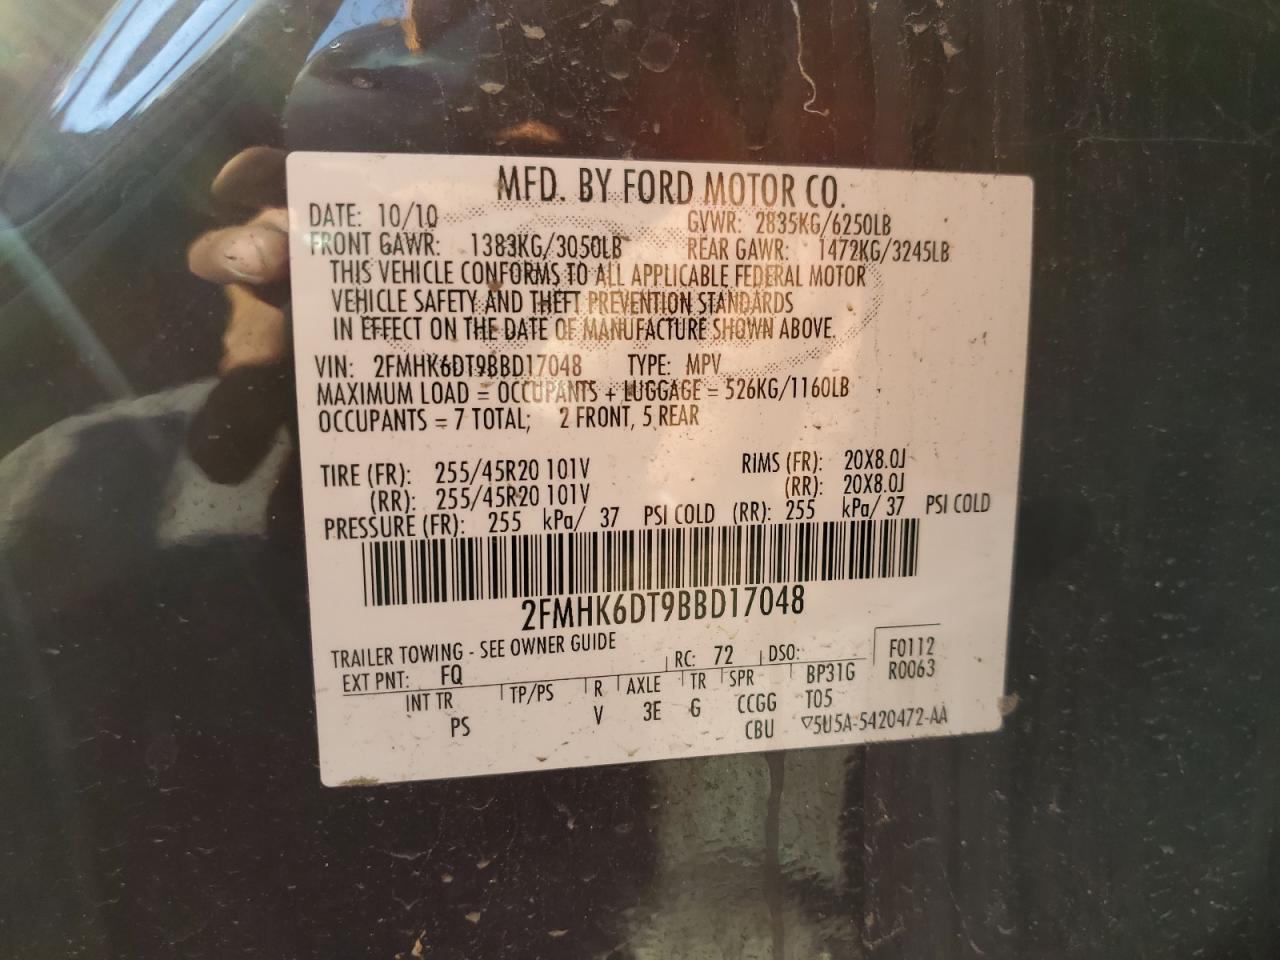 MFD. BY FORD MOTOR CO.
DATE: 10/10 GVWR: 2835KG/6250LB
FRONT GAWR: 1383KG/3050LB REAR GAWR: 1472KG/3245LB
THIS VEHICLE CONFORMS TO ALL APPLICABLE FEDERAL MOTOR
VEHICLE SAFETY AND THEFT PREVENTION STANDARDS
IN EFFECT ON THE DATE OF MANUFACTURE SHOWN ABOVE.
VIN: 2FMHK6DT9BBD17048 TYPE: MPV
MAXIMUM LOAD = OCCUPANTS + LUGGAGE = 526KG/1160LB
OCCUPANTS = 7 TOTAL; 2 FRONT, 5 REAR
TIRE (FR): 255/45R20 101V RIMS (FR): 20X8.0J
(RR): 255/45R20 101V (RR): 20X8.0J
PRESSURE (FR): 255 kPa/ 37 PSI COLD (RR): 255 kPa/ 37 PSI COLD
2FMHK6DT9BBD17048
TRAILER TOWING - SEE OWNER GUIDE
RC: 72 DSO: F0112
EXT PNT: FQ BP31G R0063
INT TR TP/PS R AXLE TR SPR T05
PS V 3E G CCGG
CBU ▽5U5A-5420472-AA